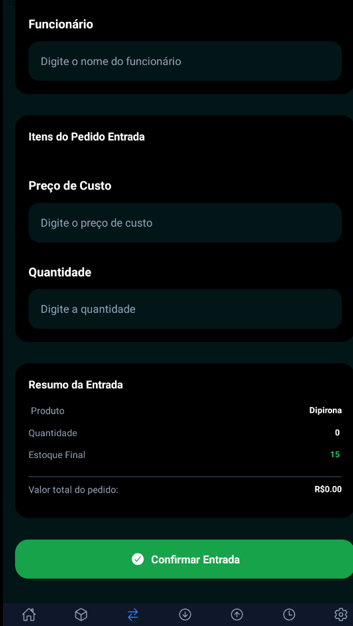 Funcionário
Digite o nome do funcionário
Itens do Pedido Entrada
Preço de Custo
Digite o preço de custo
Quantidade
Digite a quantidade
Resumo da Entrada
Produto Dipirona
Quantidade 0
Estoque Final 15
Valor total do pedido: R$0.00
Confirmar Entrada